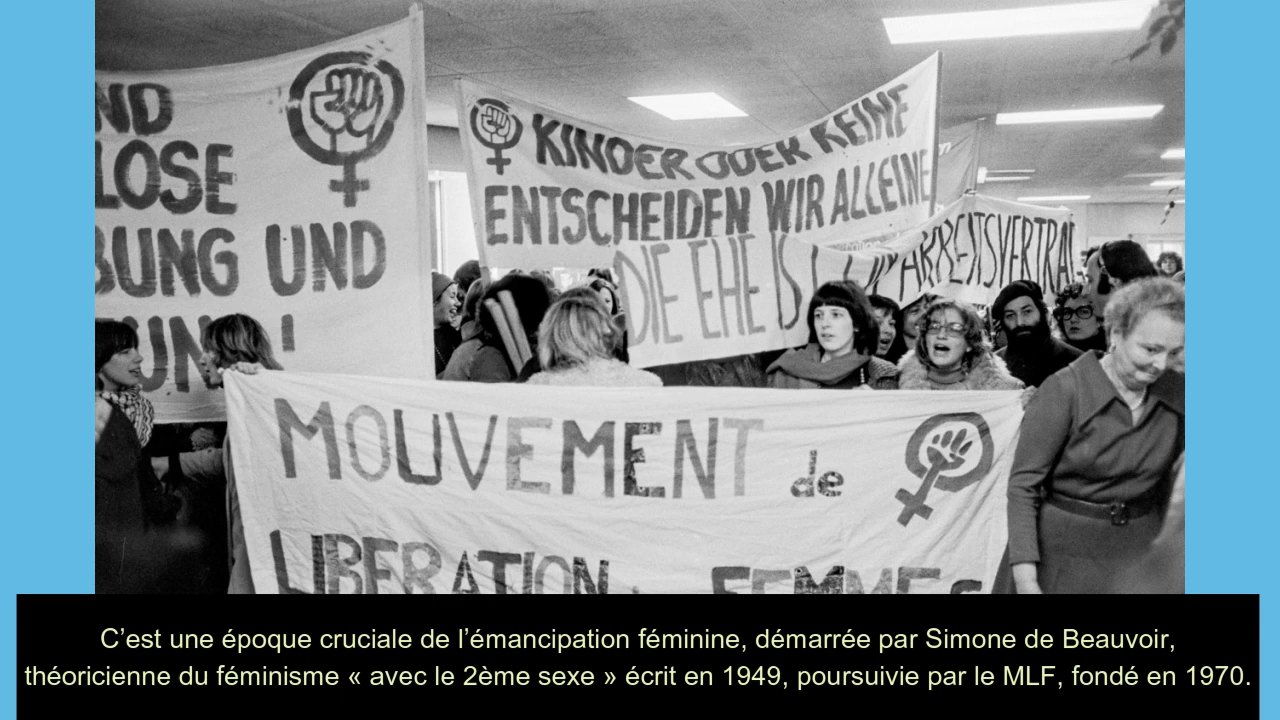 ND
LOSE
BUNG UND
UNG!
KINDER ODER KEINE
ENTSCHEIDEN WIR ALLEINE
DIE EHE IST
ARBEITSVERTRAG
MOUVEMENT de
LIBERATION FEMMES
C’est une époque cruciale de l’émancipation féminine, démarrée par Simone de Beauvoir,
théoricienne du féminisme « avec le 2ème sexe » écrit en 1949, poursuivie par le MLF, fondé en 1970.